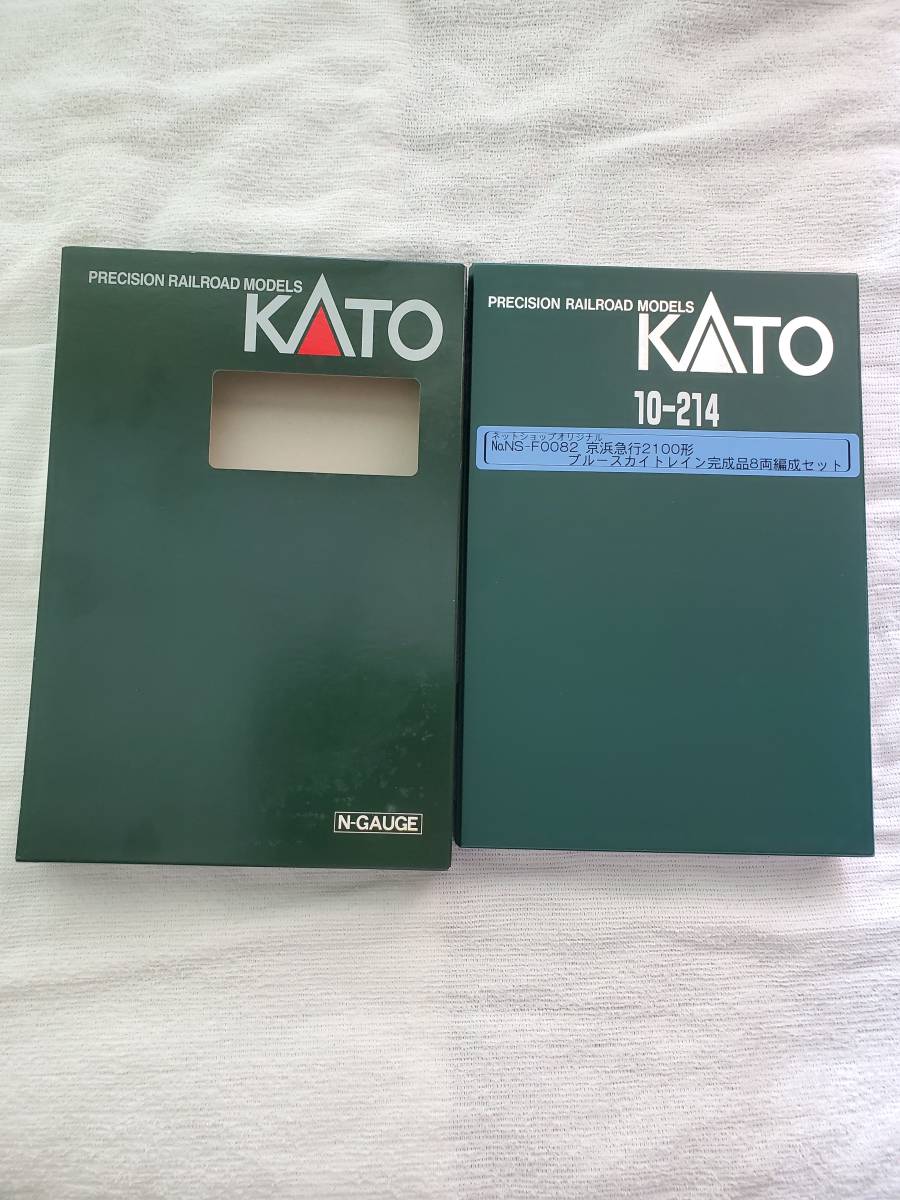 PRECISION RAILROAD MODELS
KATO
N-GAUGE
PRECISION RAILROAD MODELS
KATO
10-214
ネットショップオリジナル
NaNS-F0082 京浜急行2100形
ブルースカイトレイン完成品8両編成セット